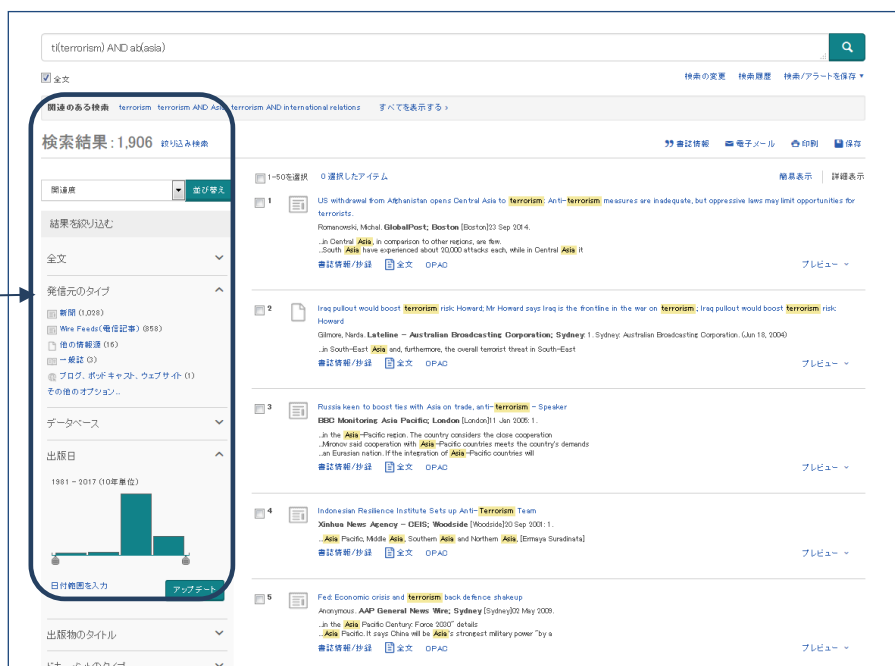 ti(terrorism) AND ab(asia)
全文
検索の変更 検索履歴 検索/アラートを保存
関連のある検索 terrorism terrorism AND Asia terrorism AND international relations すべてを表示する ›
検索結果:1,906 絞り込み検索
書誌情報 電子メール 印刷 保存
1-50を選択 0 選択したアイテム
簡易表示 詳細表示
関連度 並び替え
結果を絞り込む
全文
発信元のタイプ
新聞 (1,028)
Wire Feeds(電信記事) (858)
他の情報源 (16)
一般誌 (3)
ブログ、ポッドキャスト、ウェブサイト (1)
その他のオプション...
データベース
出版日
1981 - 2017 (10年単位)
日付範囲を入力 アップデート
出版物のタイトル
ドキュメントのタイプ
1 US withdrawal from Afghanistan opens Central Asia to terrorism: Anti-terrorism measures are inadequate, but oppressive laws may limit opportunities for
terrorists.
Romanowski, Michal. GlobalPost; Boston [Boston]23 Sep 2014.
...in Central Asia, in comparison to other regions, are few.
...South Asia have experienced about 20,000 attacks each, while in Central Asia it
書誌情報/抄録 全文 OPAC プレビュー
2 Iraq pullout would boost terrorism risk: Howard; Mr Howard says Iraq is the frontline in the war on terrorism; Iraq pullout would boost terrorism risk:
Howard
Gilmore, Narda. Lateline - Australian Broadcasting Corporation; Sydney: 1. Sydney: Australian Broadcasting Corporation. (Jun 18, 2004)
...in South-East Asia and, furthermore, the overall terrorist threat in South-East
書誌情報/抄録 全文 OPAC プレビュー
3 Russia keen to boost ties with Asia on trade, anti-terrorism - Speaker
BBC Monitoring Asia Pacific; London [London]11 Jan 2005: 1.
...in the Asia-Pacific region. The country considers the close cooperation
...Mironov said cooperation with Asia-Pacific countries meets the country's demands
...an Eurasian nation. If the integration of Asia-Pacific countries will
書誌情報/抄録 全文 OPAC プレビュー
4 Indonesian Resilience Institute Sets up Anti-Terrorism Team
Xinhua News Agency - CEIS; Woodside [Woodside]20 Sep 2001: 1.
...Asia Pacific, Middle Asia, Southern Asia and Northern Asia, [Ermaya Suradinata]
書誌情報/抄録 全文 OPAC プレビュー
5 Fed: Economic crisis and terrorism back defence shakeup
Anonymous. AAP General News Wire; Sydney [Sydney]02 May 2009.
...in the Asia Pacific Century: Force 2030" details
...Asia Pacific. It says China will be Asia's strongest military power "by a
書誌情報/抄録 全文 OPAC プレビュー